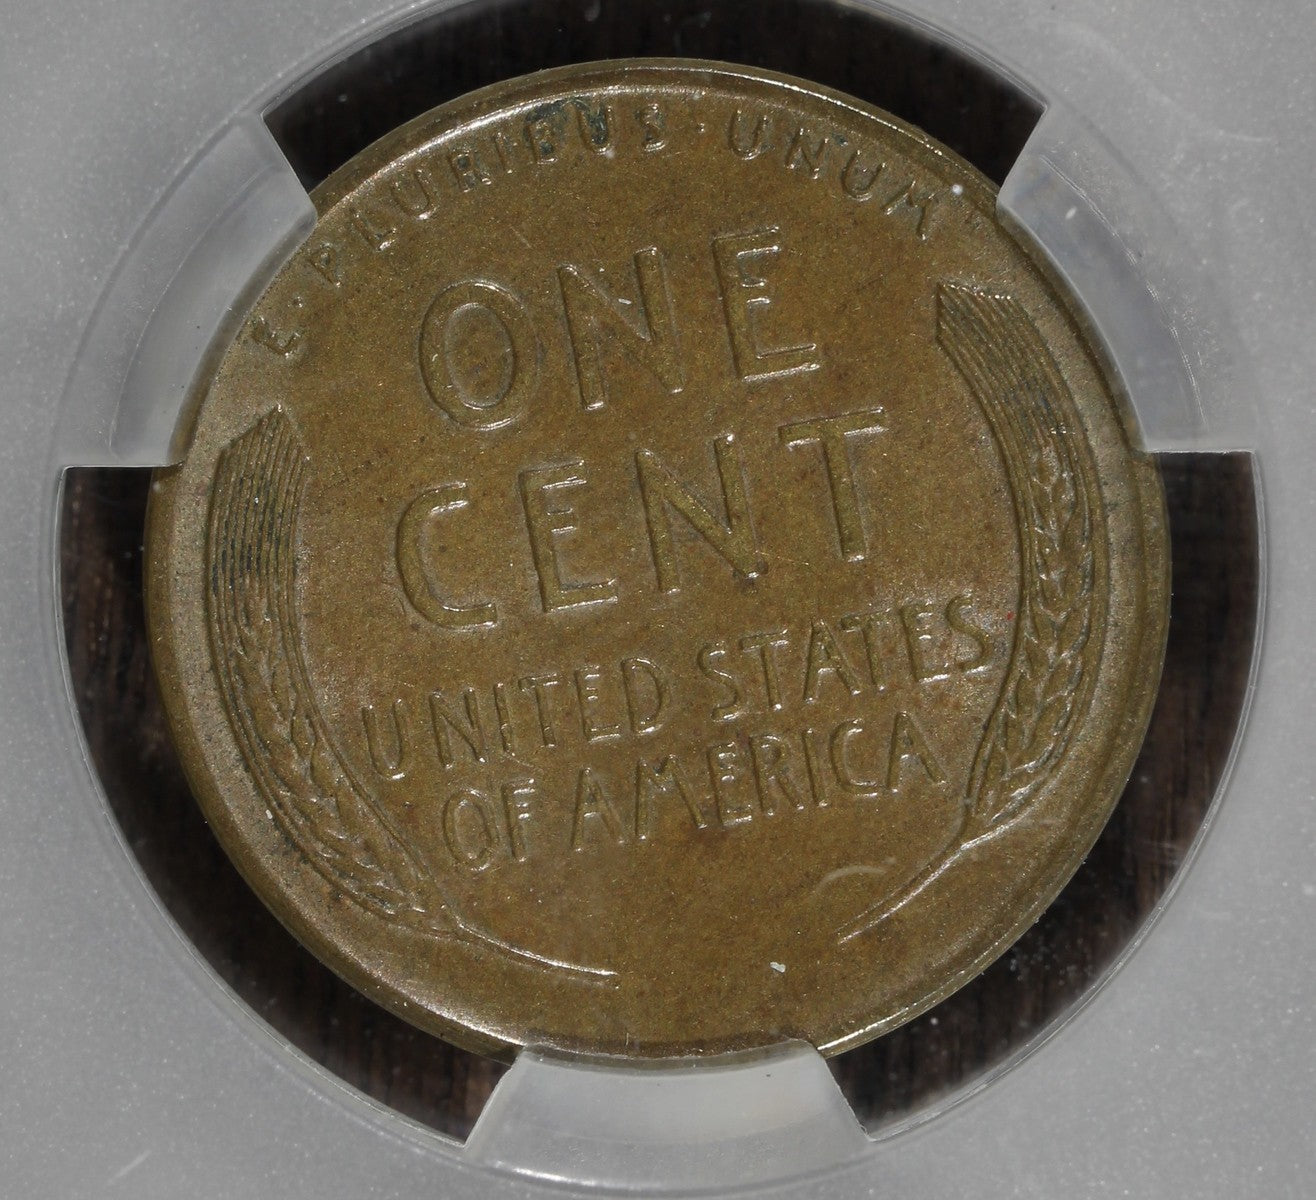 E·PLURIBUS·UNUM
ONE
CENT
UNITED STATES
OF AMERICA